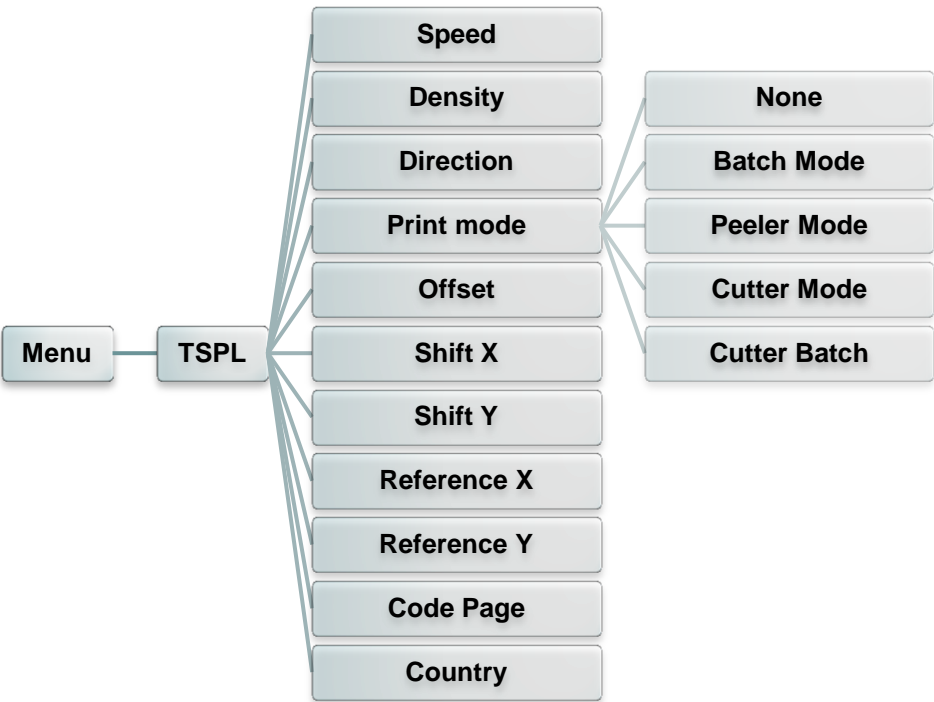 Menu
TSPL
Speed
Density
Direction
Print mode
Offset
Shift X
Shift Y
Reference X
Reference Y
Code Page
Country
None
Batch Mode
Peeler Mode
Cutter Mode
Cutter Batch